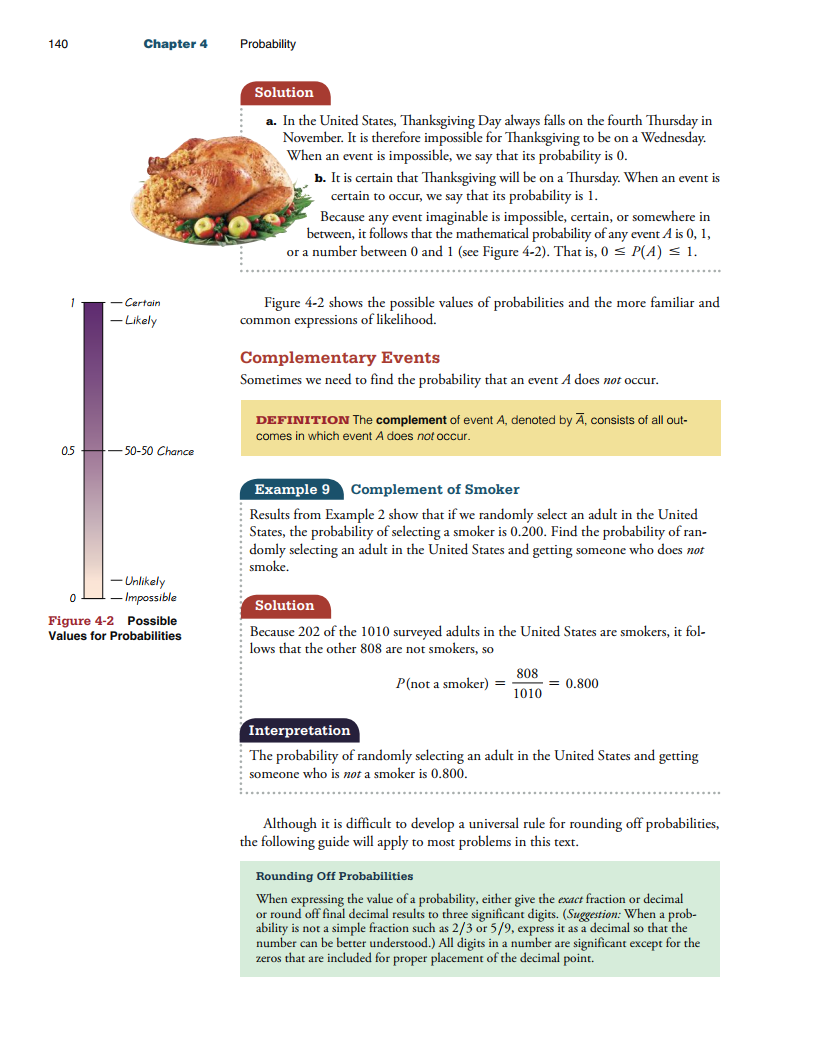 140 Chapter 4 Probability
Solution
a. In the United States, Thanksgiving Day always falls on the fourth Thursday in
November. It is therefore impossible for Thanksgiving to be on a Wednesday.
When an event is impossible, we say that its probability is 0.
b. It is certain that Thanksgiving will be on a Thursday. When an event is
certain to occur, we say that its probability is 1.
Because any event imaginable is impossible, certain, or somewhere in
between, it follows that the mathematical probability of any event A is 0, 1,
or a number between 0 and 1 (see Figure 4-2). That is, 0 ≤ P(A) ≤ 1.
1 Certain
Likely
0.5 50-50 Chance
Unlikely
0 Impossible
Figure 4-2 Possible
Values for Probabilities
Figure 4-2 shows the possible values of probabilities and the more familiar and
common expressions of likelihood.
Complementary Events
Sometimes we need to find the probability that an event A does not occur.
DEFINITION The complement of event A, denoted by A̅, consists of all out-
comes in which event A does not occur.
Example 9 Complement of Smoker
Results from Example 2 show that if we randomly select an adult in the United
States, the probability of selecting a smoker is 0.200. Find the probability of ran-
domly selecting an adult in the United States and getting someone who does not
smoke.
Solution
Because 202 of the 1010 surveyed adults in the United States are smokers, it fol-
lows that the other 808 are not smokers, so
P(not a smoker) = 808/1010 = 0.800
Interpretation
The probability of randomly selecting an adult in the United States and getting
someone who is not a smoker is 0.800.
Although it is difficult to develop a universal rule for rounding off probabilities,
the following guide will apply to most problems in this text.
Rounding Off Probabilities
When expressing the value of a probability, either give the exact fraction or decimal
or round off final decimal results to three significant digits. (Suggestion: When a prob-
ability is not a simple fraction such as 2/3 or 5/9, express it as a decimal so that the
number can be better understood.) All digits in a number are significant except for the
zeros that are included for proper placement of the decimal point.